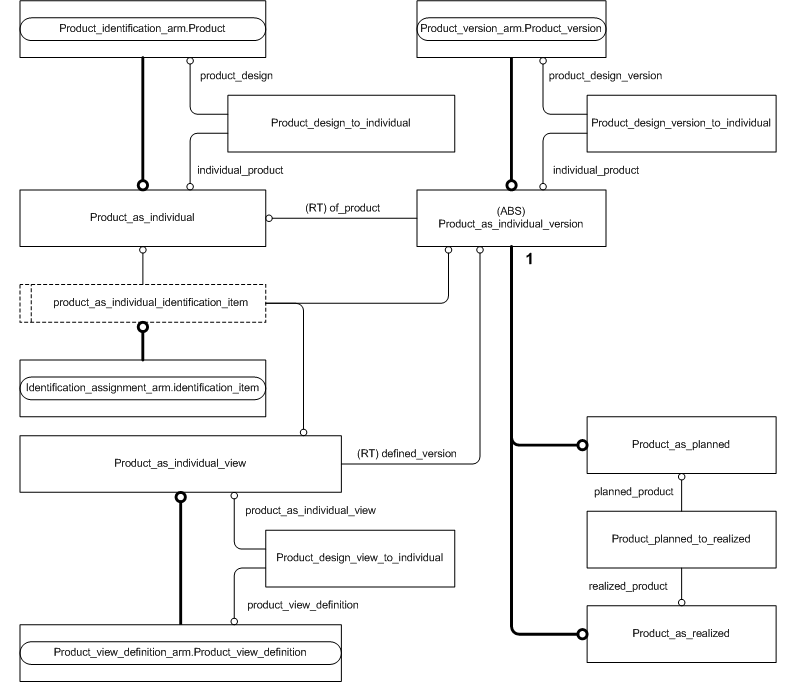 Product_identification_arm.Product
Product_version_arm.Product_version
product_design
product_design_version
Product_design_to_individual
Product_design_version_to_individual
individual_product
individual_product
Product_as_individual
(RT) of_product
(ABS)
Product_as_individual_version
1
product_as_individual_identification_item
Identification_assignment_arm.identification_item
Product_as_individual_view
(RT) defined_version
Product_as_planned
planned_product
product_as_individual_view
Product_planned_to_realized
Product_design_view_to_individual
realized_product
product_view_definition
Product_as_realized
Product_view_definition_arm.Product_view_definition